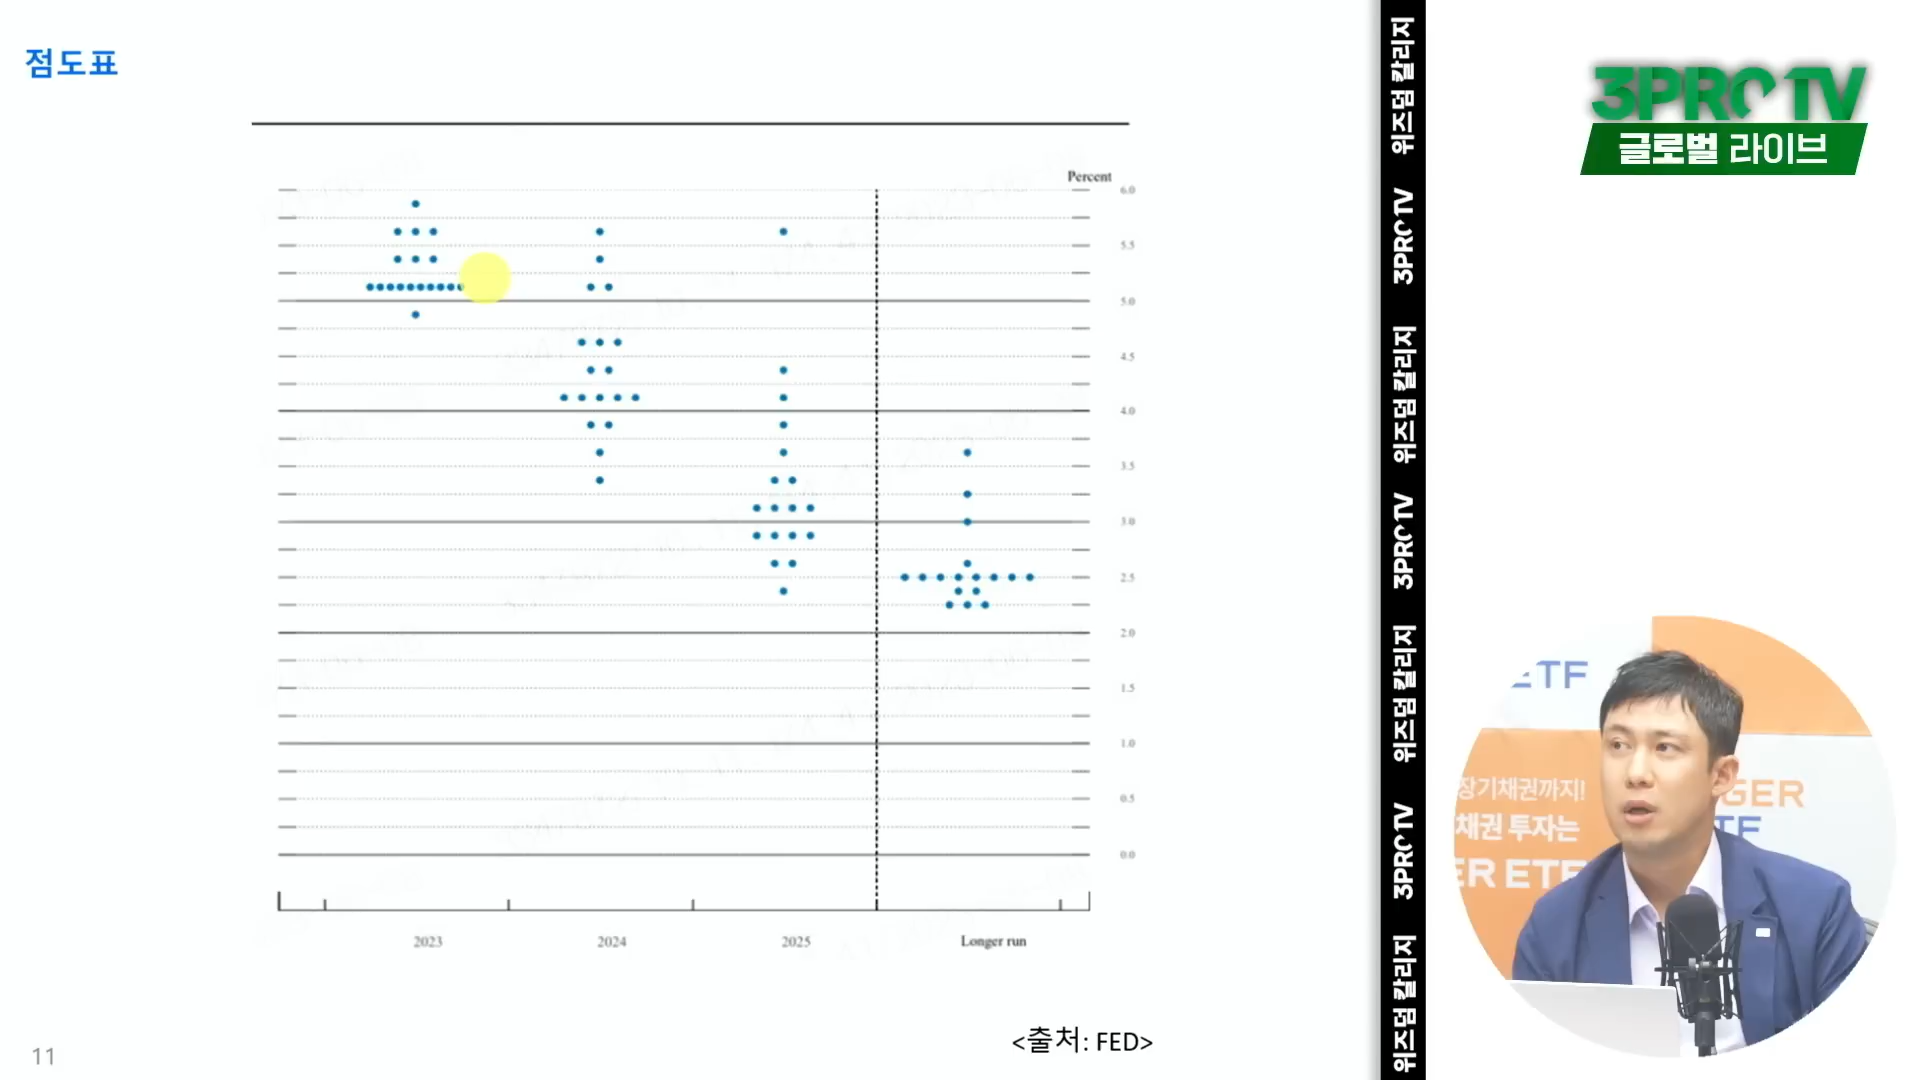 점도표
Percent
6.0
5.5
5.0
4.5
4.0
3.5
3.0
2.5
2.0
1.5
1.0
0.5
0.0
2023
2024
2025
Longer run
<출처: FED>
11
위즈덤 칼리지
3PRO TV
위즈덤 칼리지
3PRO TV
위즈덤 칼리지
3PRO TV
위즈덤 칼리지
3PRO TV
글로벌 라이브
ETF
장기채권까지!
채권 투자는
ER ETF
GER
TF